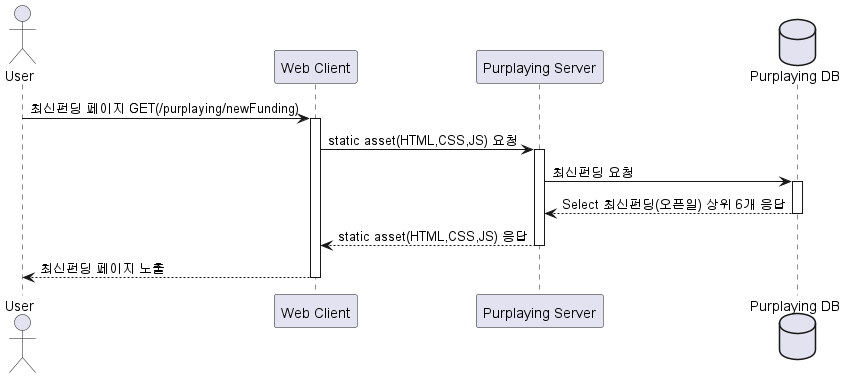 User
Web Client
Purplaying Server
Purplaying DB
최신펀딩 페이지 GET(/purplaying/newFunding)
static asset(HTML,CSS,JS) 요청
최신펀딩 요청
Select 최신펀딩(오픈일) 상위 6개 응답
static asset(HTML,CSS,JS) 응답
최신펀딩 페이지 노출
User
Web Client
Purplaying Server
Purplaying DB